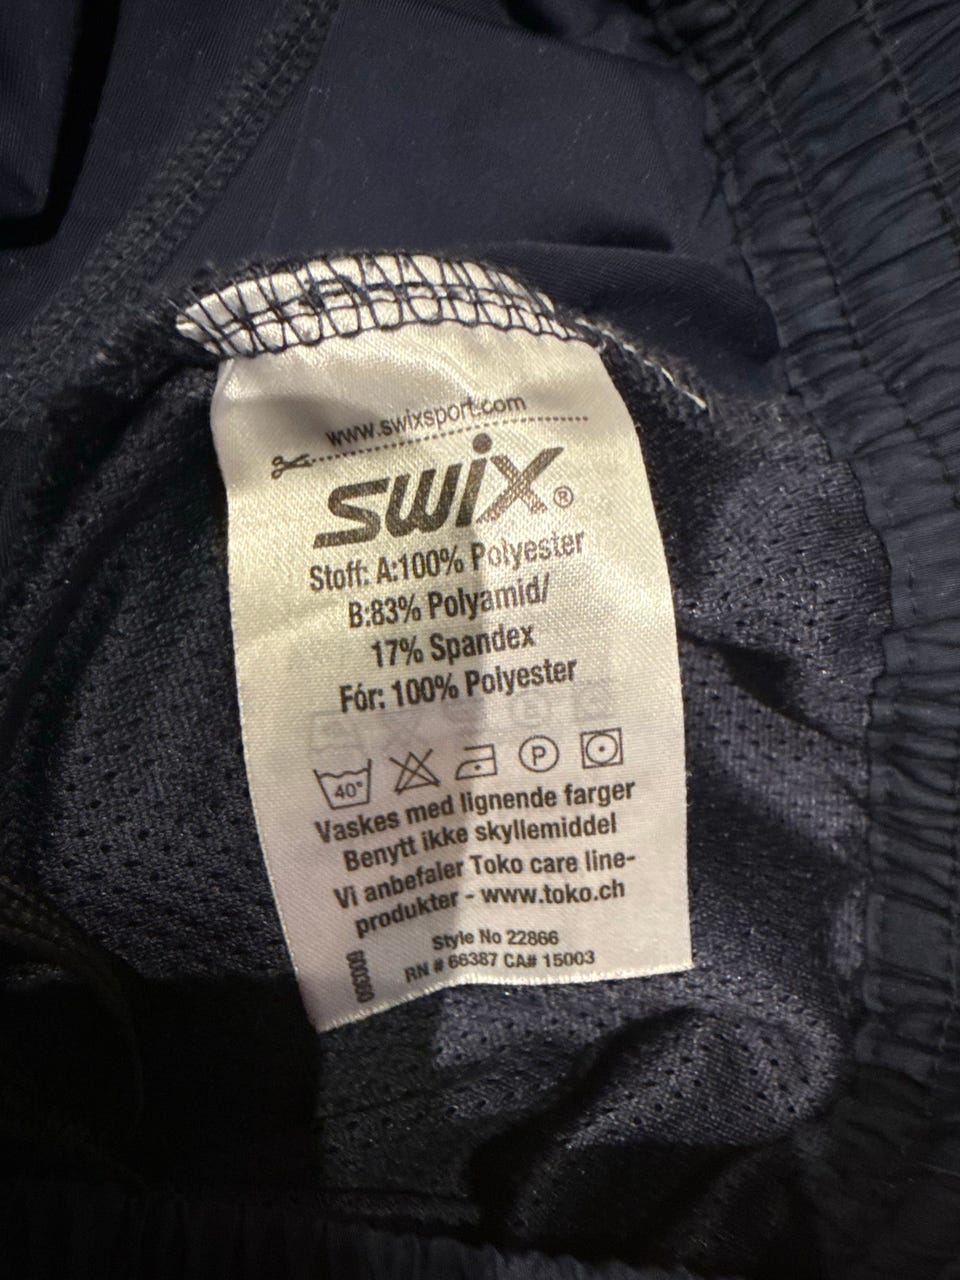 www.swixsport.com
swix®
Stoff: A:100% Polyester
B:83% Polyamid/
17% Spandex
Fór: 100% Polyester
40° P
Vaskes med lignende farger
Benytt ikke skyllemiddel
Vi anbefaler Toko care line-
produkter - www.toko.ch
Style No 22866
RN # 66387 CA# 15003